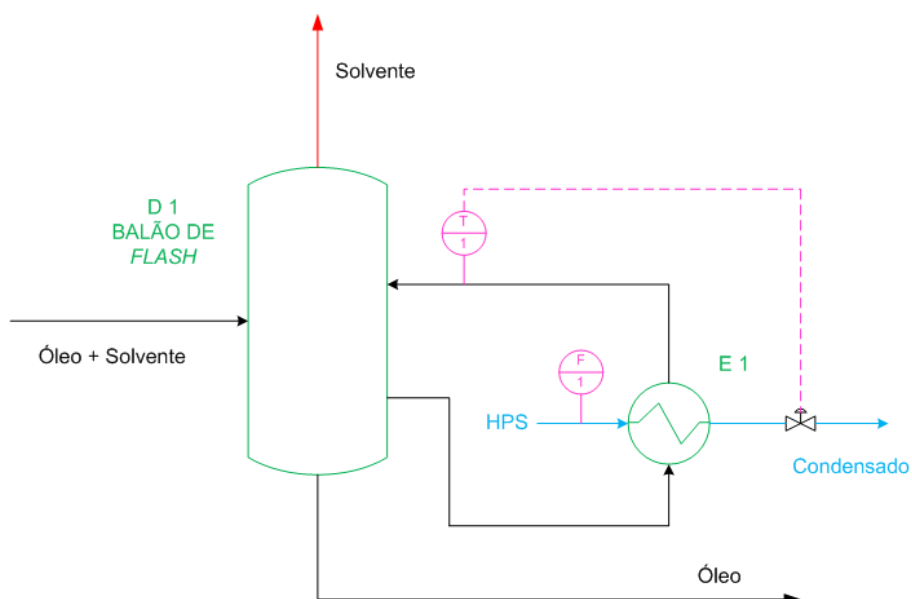 Solvente
D 1
BALÃO DE
FLASH
T
1
Óleo + Solvente
F
1
E 1
HPS
Condensado
Óleo